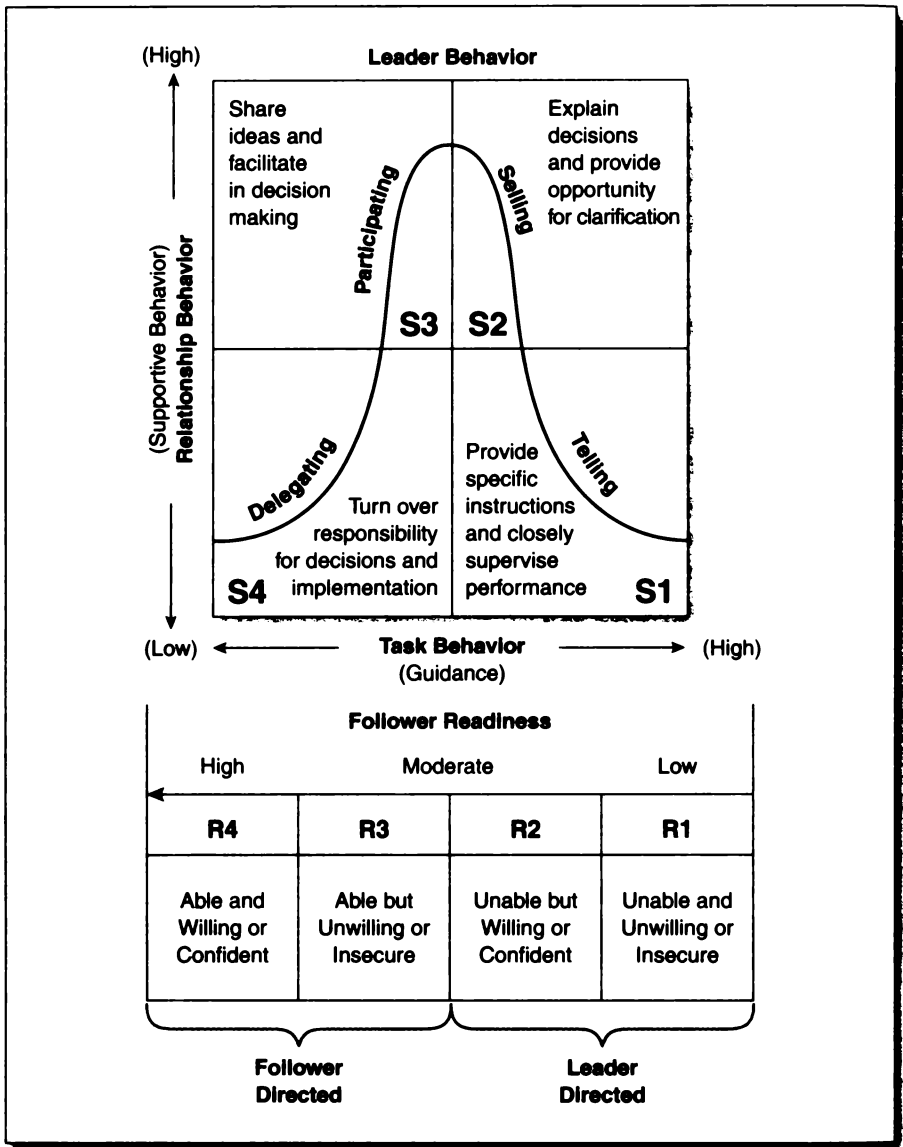 (High)
Leader Behavior
Share
ideas and
facilitate
in decision
making
Explain
decisions
and provide
opportunity
for clarification
Participating
Selling
S3
S2
(Supportive Behavior)
Relationship Behavior
Delegating
Telling
Turn over
responsibility
for decisions and
implementation
S4
Provide
specific
instructions
and closely
supervise
performance
S1
(Low)
Task Behavior
(High)
(Guidance)
Follower Readiness
High
Moderate
Low
R4
R3
R2
R1
Able and
Willing or
Confident
Able but
Unwilling or
Insecure
Unable but
Willing or
Confident
Unable and
Unwilling or
Insecure
Follower
Directed
Leader
Directed